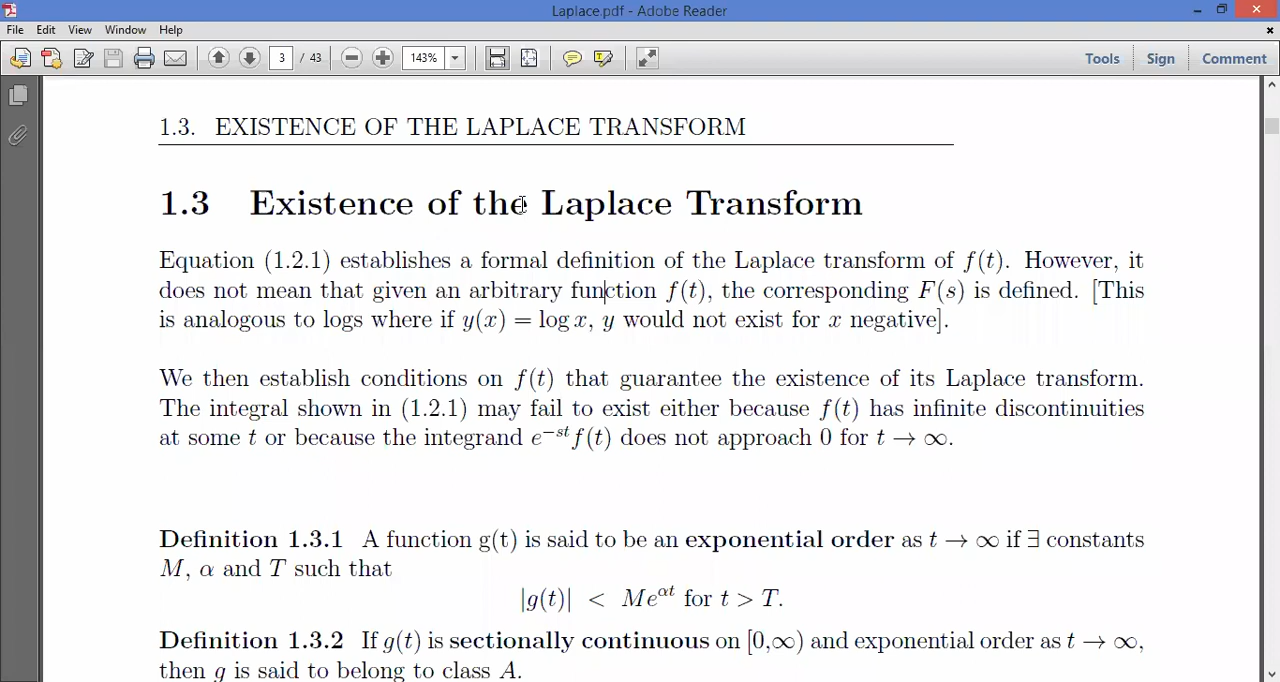 Laplace.pdf - Adobe Reader
File Edit View Window Help
3 / 43 143% Tools Sign Comment
1.3. EXISTENCE OF THE LAPLACE TRANSFORM
1.3 Existence of the Laplace Transform
Equation (1.2.1) establishes a formal definition of the Laplace transform of f(t). However, it
does not mean that given an arbitrary function f(t), the corresponding F(s) is defined. [This
is analogous to logs where if y(x) = log x, y would not exist for x negative].
We then establish conditions on f(t) that guarantee the existence of its Laplace transform.
The integral shown in (1.2.1) may fail to exist either because f(t) has infinite discontinuities
at some t or because the integrand e^{-st} f(t) does not approach 0 for t → ∞.
Definition 1.3.1 A function g(t) is said to be an exponential order as t → ∞ if ∃ constants
M, α and T such that
|g(t)| < Me^{αt} for t > T.
Definition 1.3.2 If g(t) is sectionally continuous on [0,∞) and exponential order as t → ∞,
then g is said to belong to class A.